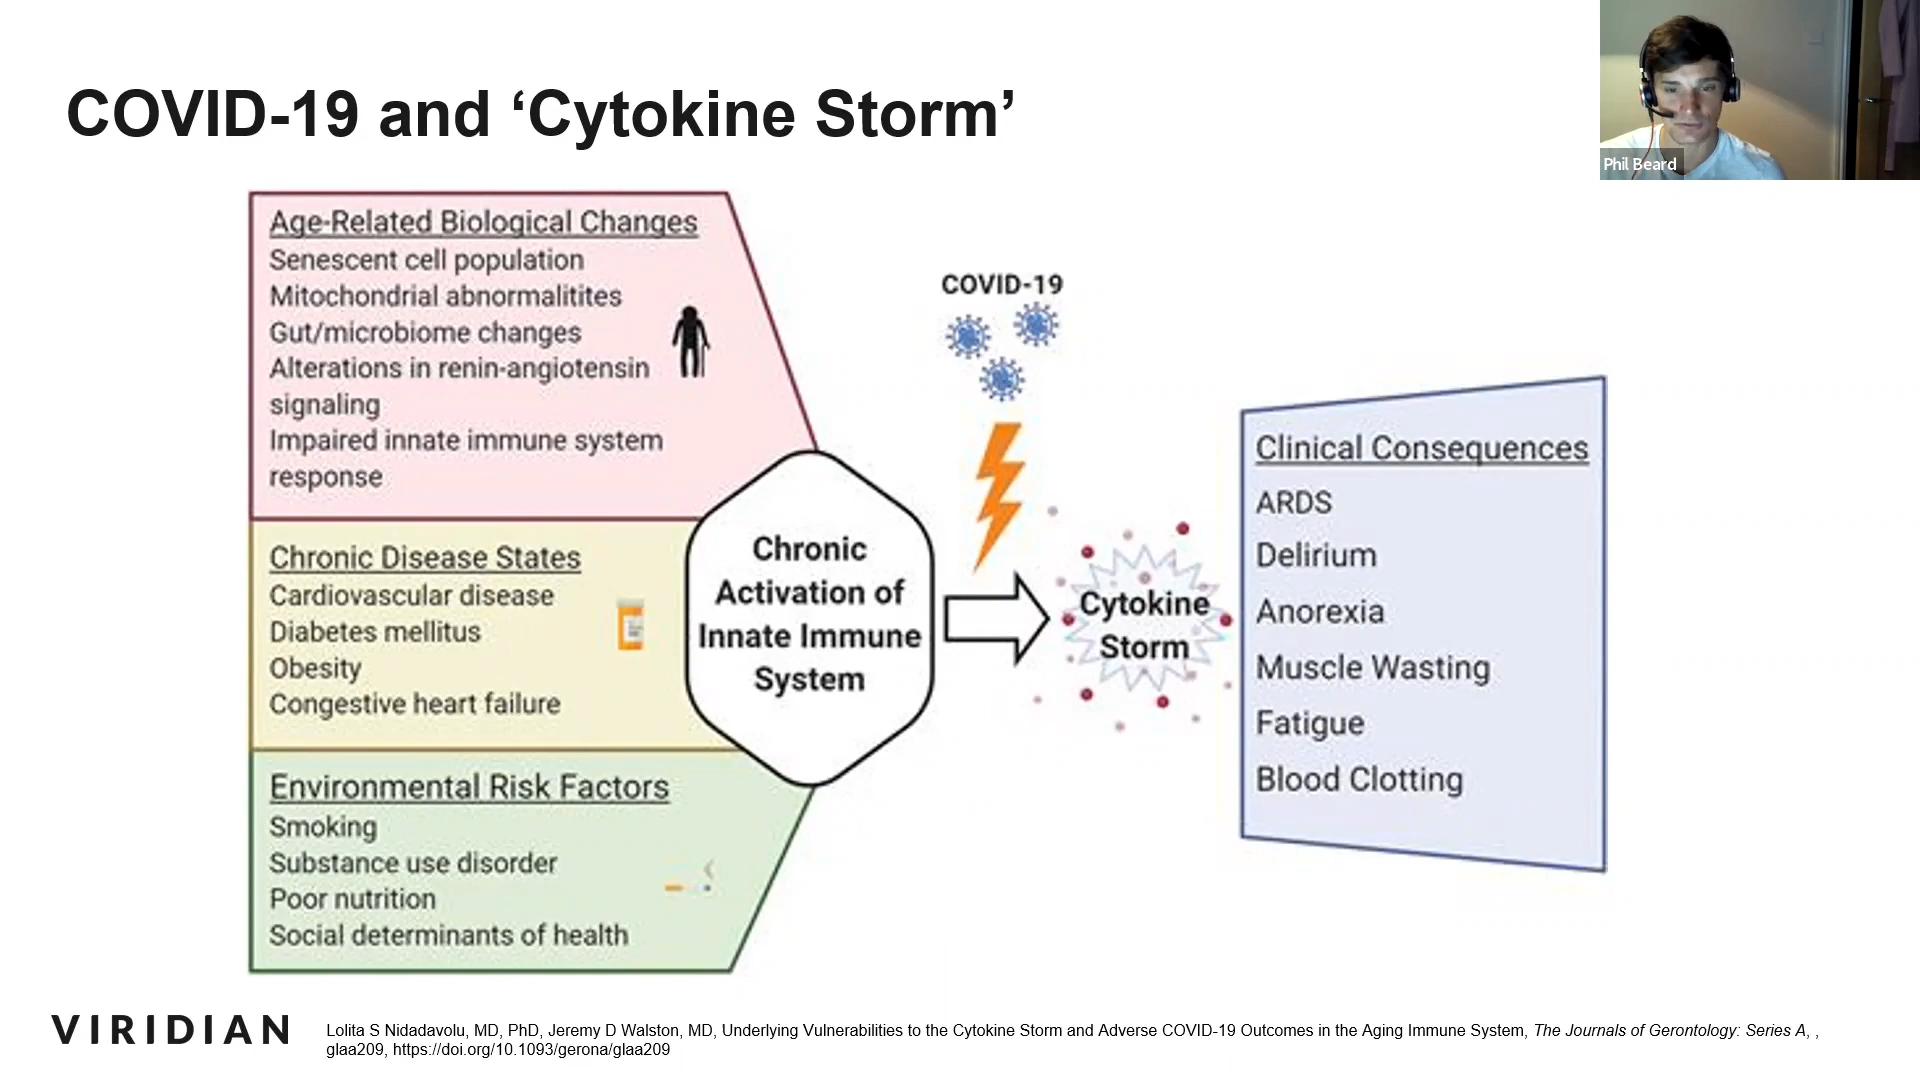 COVID-19 and ‘Cytokine Storm’
Phil Beard
Age-Related Biological Changes
Senescent cell population
Mitochondrial abnormalitites
Gut/microbiome changes
Alterations in renin-angiotensin
signaling
Impaired innate immune system
response
Chronic Disease States
Cardiovascular disease
Diabetes mellitus
Obesity
Congestive heart failure
Environmental Risk Factors
Smoking
Substance use disorder
Poor nutrition
Social determinants of health
Chronic
Activation of
Innate Immune
System
COVID-19
Cytokine
Storm
Clinical Consequences
ARDS
Delirium
Anorexia
Muscle Wasting
Fatigue
Blood Clotting
VIRIDIAN
Lolita S Nidadavolu, MD, PhD, Jeremy D Walston, MD, Underlying Vulnerabilities to the Cytokine Storm and Adverse COVID-19 Outcomes in the Aging Immune System, The Journals of Gerontology: Series A, ,
glaa209, https://doi.org/10.1093/gerona/glaa209